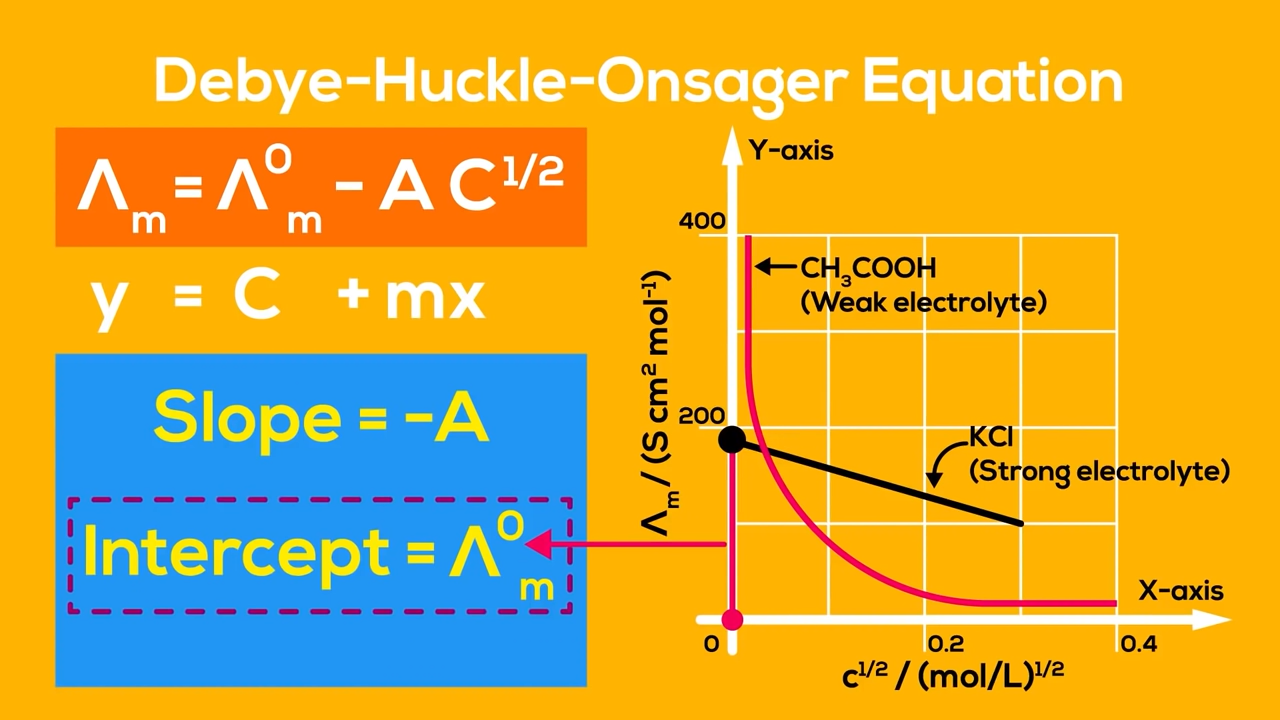 Debye-Huckle-Onsager Equation
Λₘ = Λ⁰ₘ - A C¹/²
y = C + mx
Slope = -A
Intercept = Λ⁰ₘ
Y-axis
400
CH₃COOH
(Weak electrolyte)
200
KCl
(Strong electrolyte)
Λₘ / (S cm² mol⁻¹)
X-axis
0
0.2
0.4
c¹/² / (mol/L)¹/²